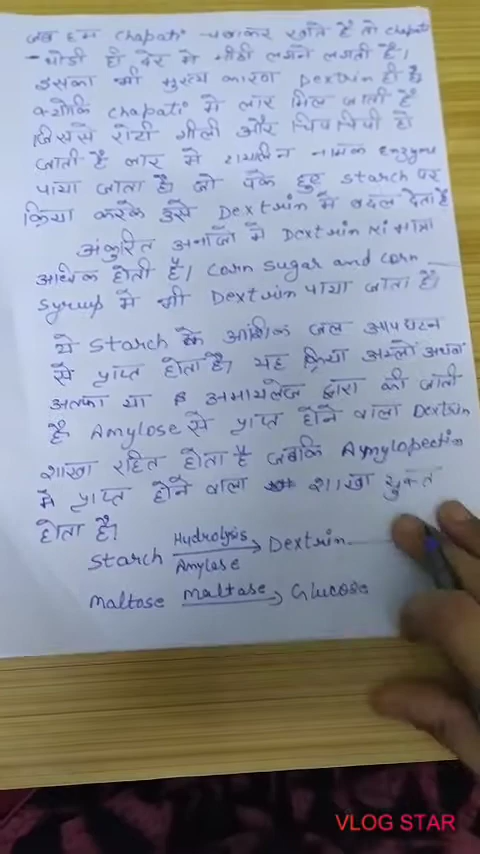 जब हम chapati चबाकर खाते है तो chapati
थोडी ही देर मे मीठी लगने लगती है।
इसका भी मुख्य कारण Dextrin ही है
क्योकि chapati मे लार मिल जाती है
जिससे रोटी गीली और चिपचिपी हो
जाती है लार मे टायलीन नामक enzyme
पाया जाता है। जो पके हुए starch पर
क्रिया करके उसे Dextrin मे बदल देता है
अंकुरित अनाजो मे Dextrin की मात्रा
अधिक होती है। Corn sugar and corn
syrup मे भी Dextrin पाया जाता है।
ये starch के आंशिक जल अपघटन
से प्राप्त होता है। यह क्रिया अम्लो अथवा
अल्फा या β अमायलेज द्वारा की जाती
है। Amylose से प्राप्त होने वाला Dextrin
शाखा रहित होता है जबकि Aymylopectin
मे प्राप्त होने वाला शाखा युक्त
होता है।
Starch Hydrolysis Dextrin
Amylase
Maltose maltase Glucose
VLOG STAR